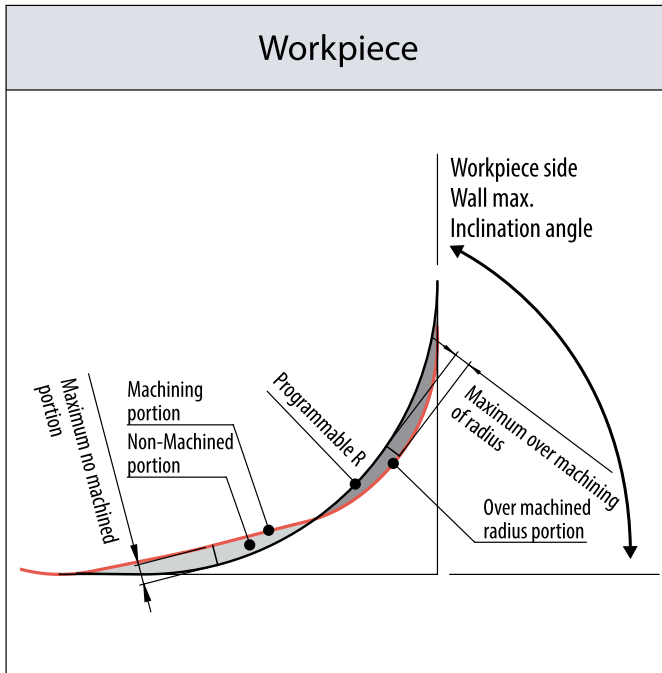 Workpiece
Workpiece side
Wall max.
Inclination angle
Maximum no machined
portion
Machining
portion
Non-Machined
portion
Programmable R
Maximum over machining
of radius
Over machined
radius portion